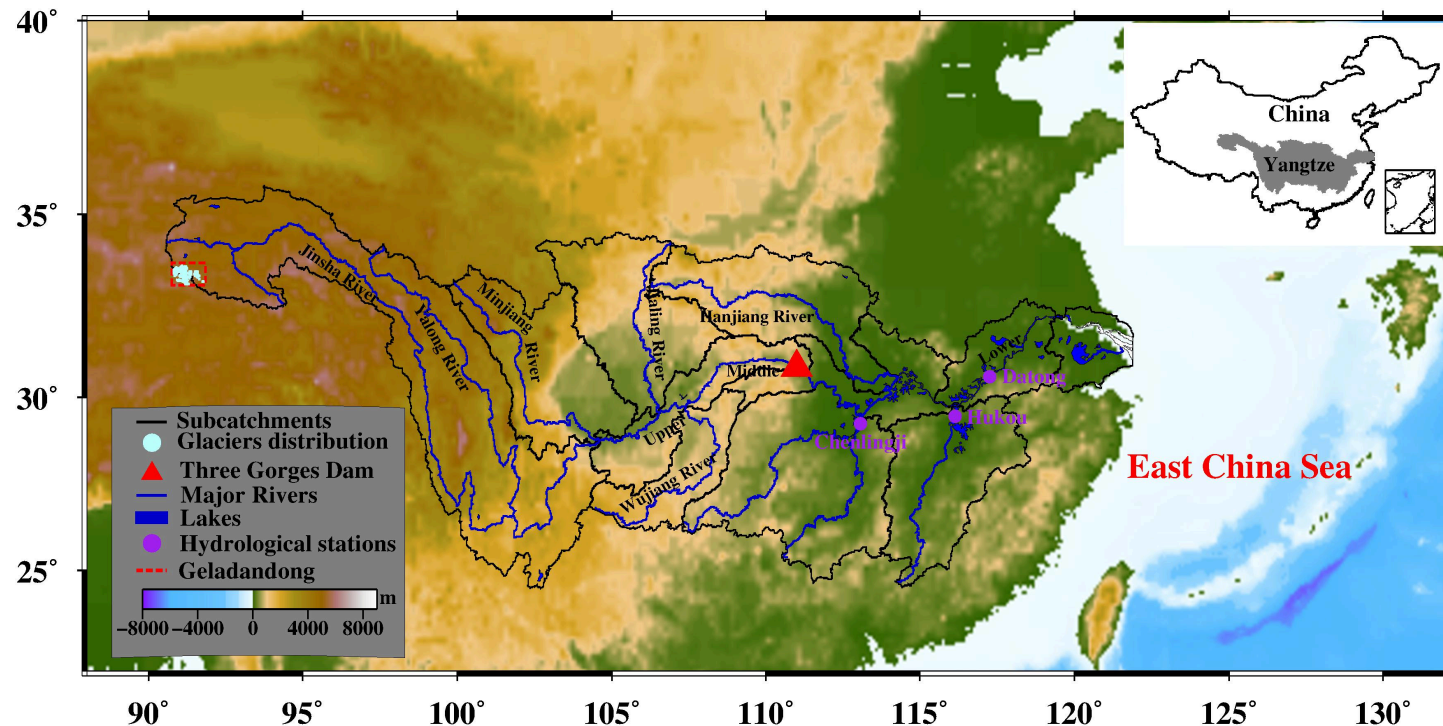 40°
35°
30°
25°
China
Yangtze
Jinsha River
Yalong River
Minjiang
River
Jialing River
Hanjiang River
Middle
Upper
Wujiang River
Lower
Datong
Hukou
Chenlingji
East China Sea
Subcatchments
Glaciers distribution
Three Gorges Dam
Major Rivers
Lakes
Hydrological stations
Geladandong
m
−8000 −4000 0 4000 8000
90° 95° 100° 105° 110° 115° 120° 125° 130°